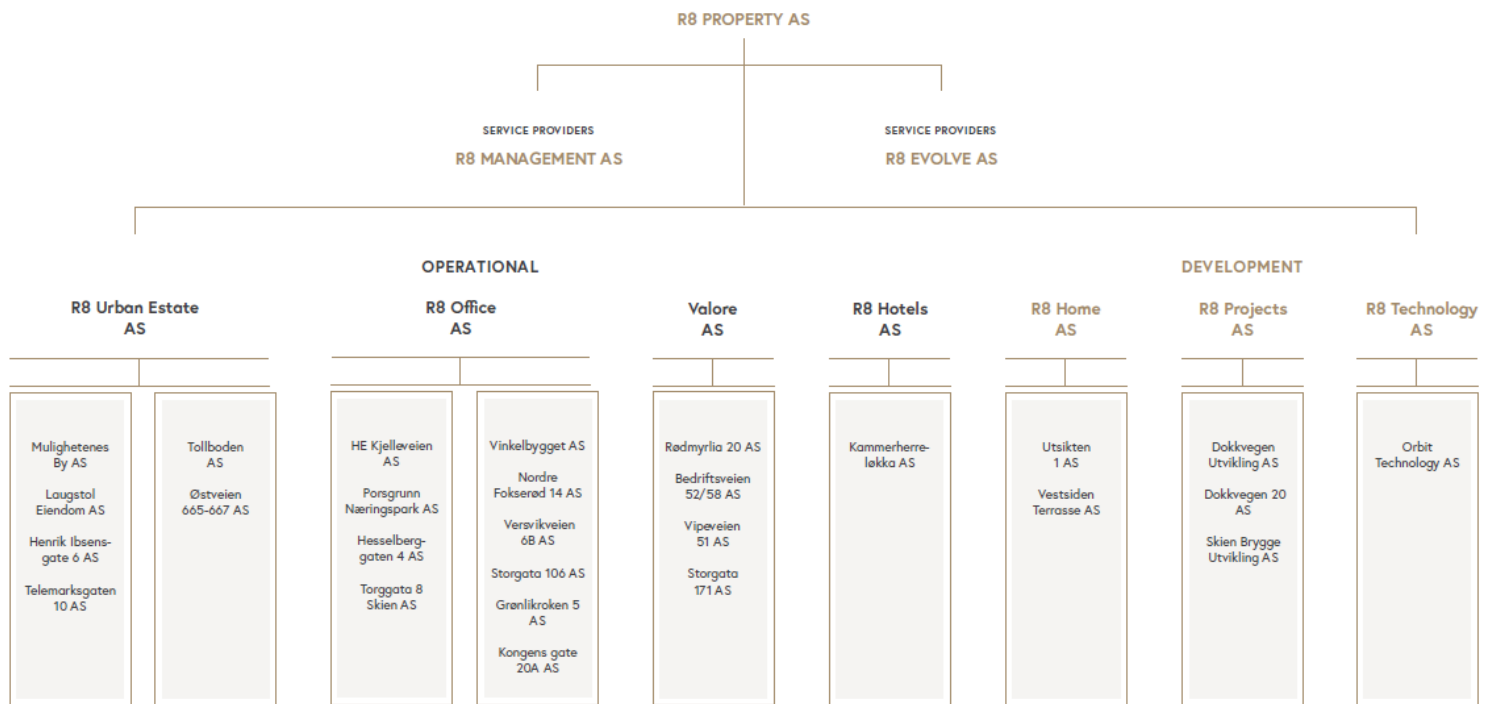 R8 PROPERTY AS
SERVICE PROVIDERS
R8 MANAGEMENT AS
SERVICE PROVIDERS
R8 EVOLVE AS
OPERATIONAL
DEVELOPMENT
R8 Urban Estate
AS
R8 Office
AS
Valore
AS
R8 Hotels
AS
R8 Home
AS
R8 Projects
AS
R8 Technology
AS
Mulighetenes
By AS
Laugstol
Eiendom AS
Henrik Ibsens-
gate 6 AS
Telemarksgaten
10 AS
Tollboden
AS
Østveien
665-667 AS
HE Kjelleveien
AS
Porsgrunn
Næringspark AS
Hesselberg-
gaten 4 AS
Torggata 8
Skien AS
Vinkelbygget AS
Nordre
Fokserød 14 AS
Versvikveien
6B AS
Storgata 106 AS
Grønlikroken 5
AS
Kongens gate
20A AS
Rødmyrlia 20 AS
Bedriftsveien
52/58 AS
Vipeveien
51 AS
Storgata
171 AS
Kammerherre-
løkka AS
Utsikten
1 AS
Vestsiden
Terrasse AS
Dokkvegen
Utvikling AS
Dokkvegen 20
AS
Skien Brygge
Utvikling AS
Orbit
Technology AS